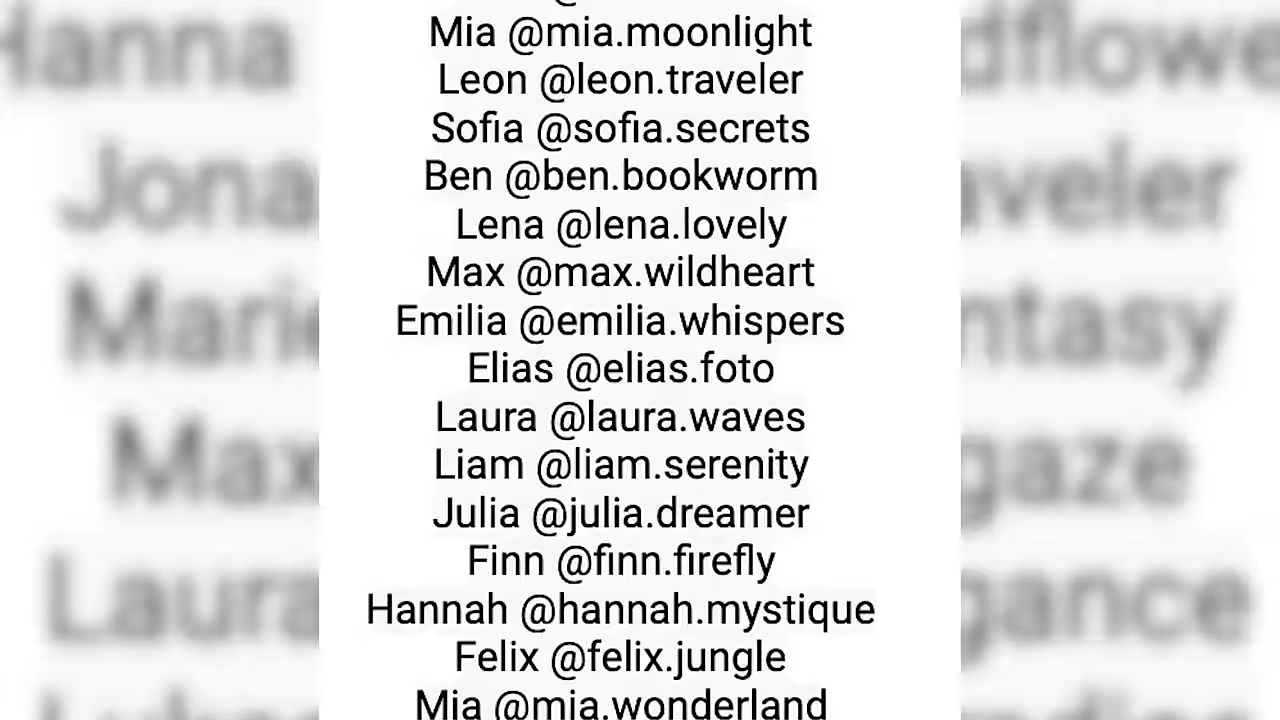 Mia @mia.moonlight
Leon @leon.traveler
Sofia @sofia.secrets
Ben @ben.bookworm
Lena @lena.lovely
Max @max.wildheart
Emilia @emilia.whispers
Elias @elias.foto
Laura @laura.waves
Liam @liam.serenity
Julia @julia.dreamer
Finn @finn.firefly
Hannah @hannah.mystique
Felix @felix.jungle
Mia @mia.wonderland